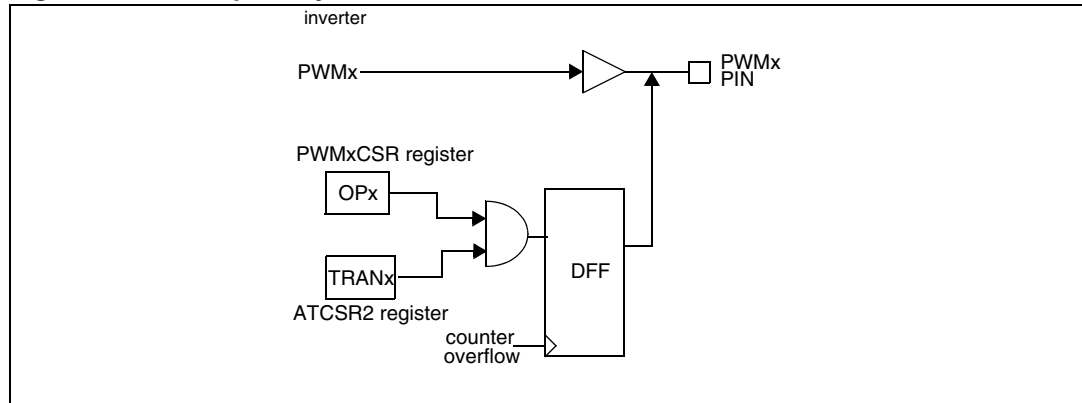 inverter
PWMx
PWMx
PIN
PWMxCSR register
OPx
TRANx
ATCSR2 register
DFF
counter
overflow